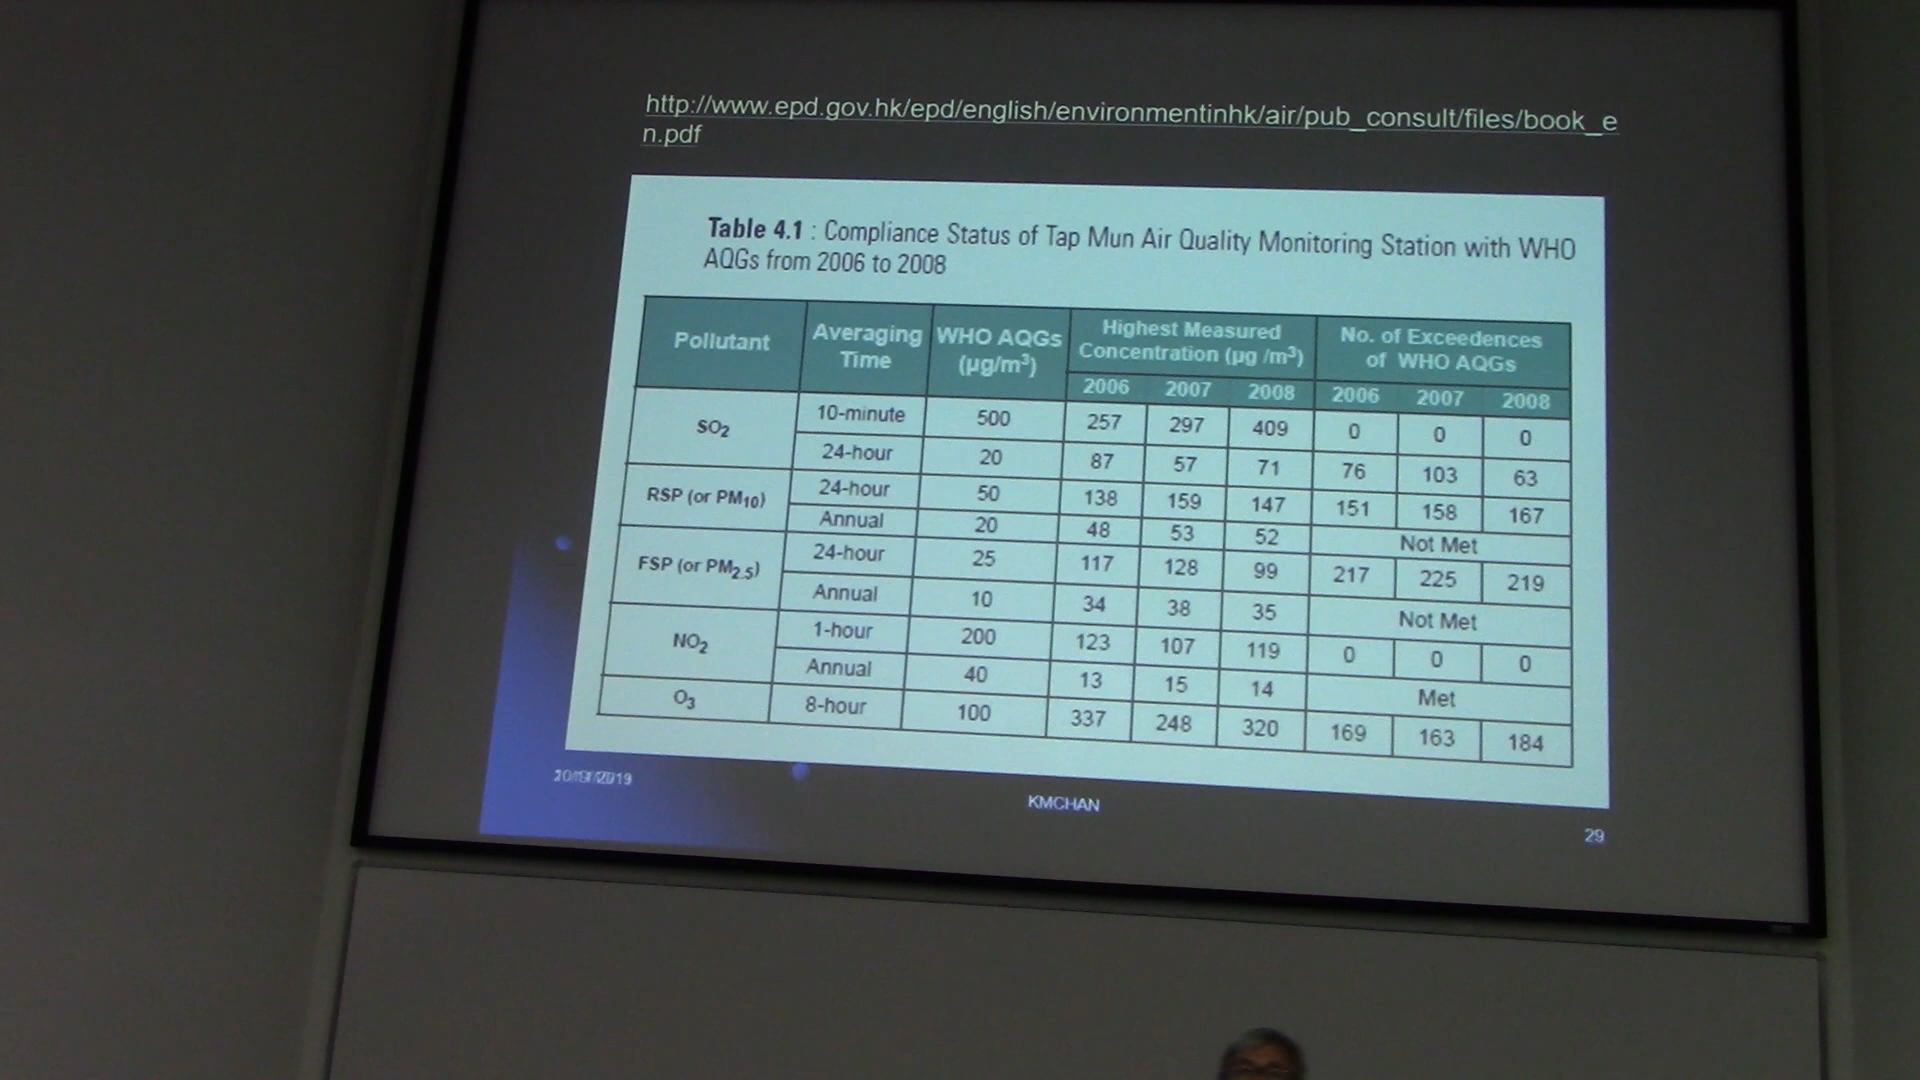 http://www.epd.gov.hk/epd/english/environmentinhk/air/pub_consult/files/book_e
n.pdf
Table 4.1 : Compliance Status of Tap Mun Air Quality Monitoring Station with WHO
AQGs from 2006 to 2008
Pollutant Averaging Time WHO AQGs (µg/m³) Highest Measured Concentration (µg /m³) No. of Exceedences of WHO AQGs
2006 2007 2008 2006 2007 2008
SO₂ 10-minute 500 257 297 409 0 0 0
24-hour 20 87 57 71 76 103 63
RSP (or PM₁₀) 24-hour 50 138 159 147 151 158 167
Annual 20 48 53 52 Not Met
FSP (or PM₂.₅) 24-hour 25 117 128 99 217 225 219
Annual 10 34 38 35 Not Met
NO₂ 1-hour 200 123 107 119 0 0 0
Annual 40 13 15 14 Met
O₃ 8-hour 100 337 248 320 169 163 184
KMCHAN
29